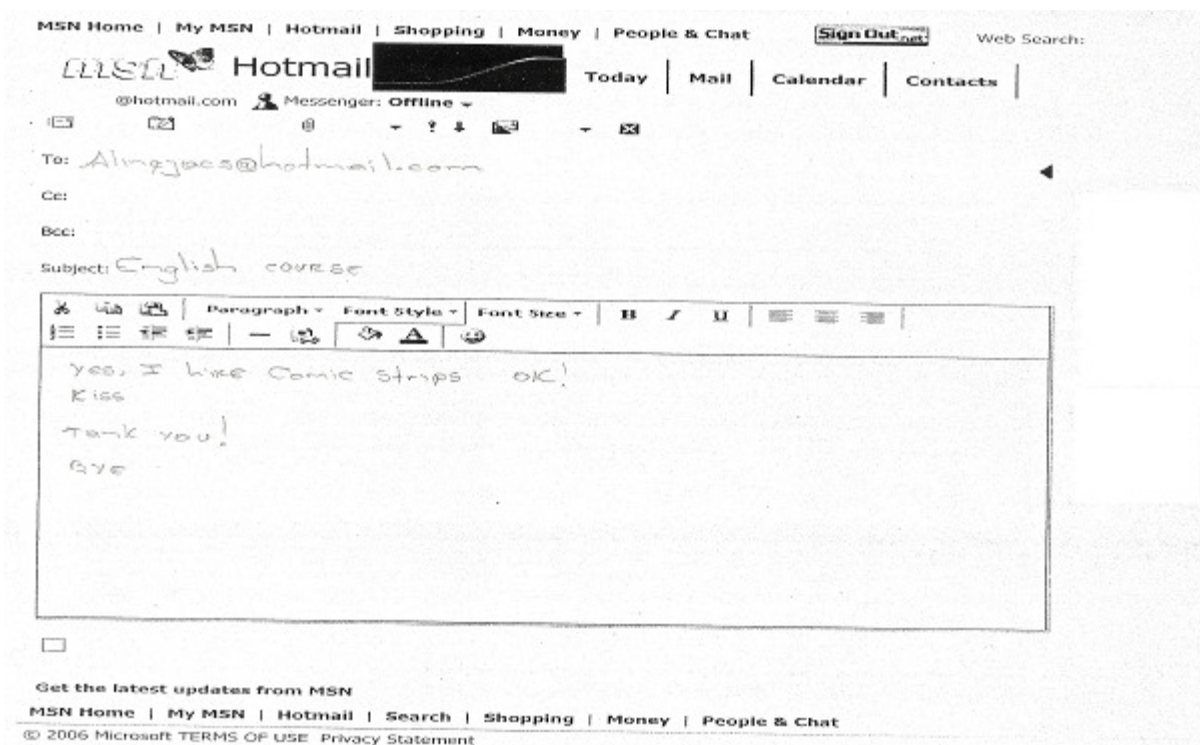 MSN Home | My MSN | Hotmail | Shopping | Money | People & Chat Sign Out.net Web Search:
msn Hotmail Today Mail Calendar Contacts
@hotmail.com Messenger: Offline
To: Alinejacs@hotmail.com
Cc:
Bcc:
Subject: English course
Paragraph Font Style Font Size B I U
A
Yes, I like Comic Strips OK!
Kiss
Tank you!
Bye
Get the latest updates from MSN
MSN Home | My MSN | Hotmail | Search | Shopping | Money | People & Chat
© 2006 Microsoft TERMS OF USE Privacy Statement